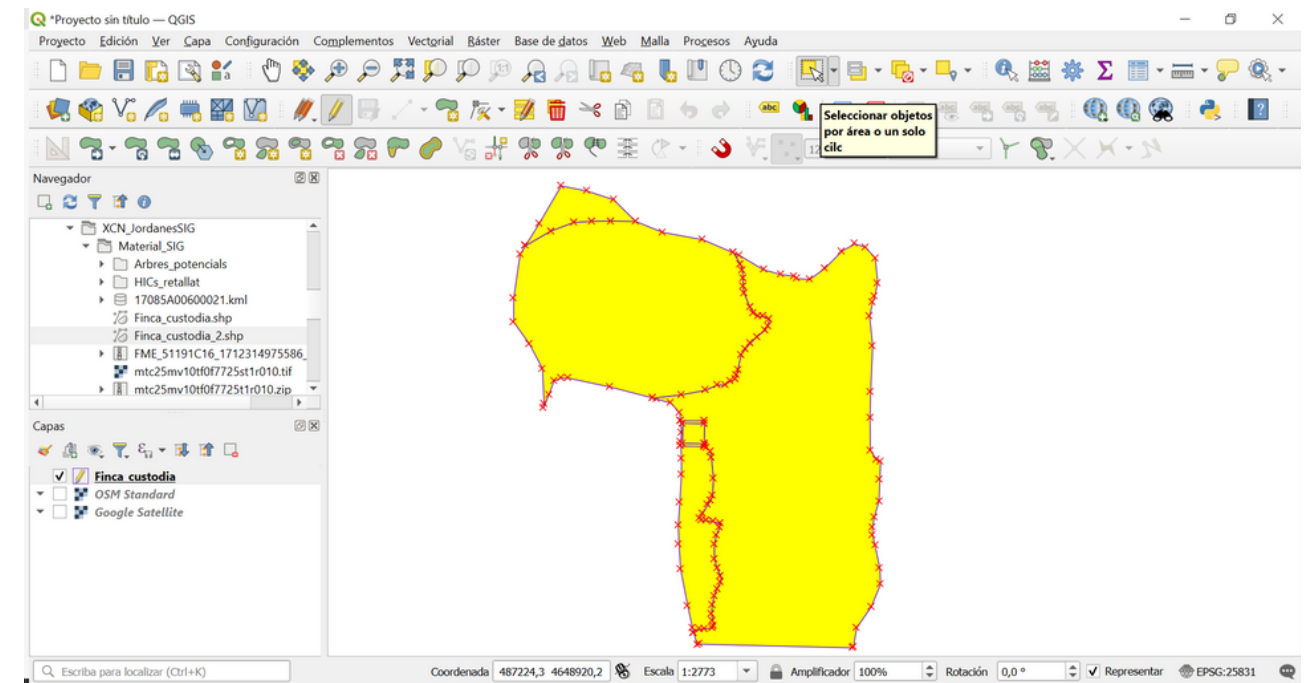 *Proyecto sin título — QGIS
Proyecto Edición Ver Capa Configuración Complementos Vectorial Ráster Base de datos Web Malla Procesos Ayuda
Seleccionar objetos
por área o un solo
cilc
Navegador
XCN_JordanesSIG
Material_SIG
Arbres_potencials
HICs_retallat
17085A00600021.kml
Finca_custodia.shp
Finca_custodia_2.shp
FME_51191C16_1712314975586_
mtc25mv10tf0f7725st1r010.tif
mtc25mv10tf0f7725t1r010.zip
Capas
Finca_custodia
OSM Standard
Google Satellite
Escriba para localizar (Ctrl+K) Coordenada 487224,3 4648920,2 Escala 1:2773 Amplificador 100% Rotación 0,0 ° Representar EPSG:25831